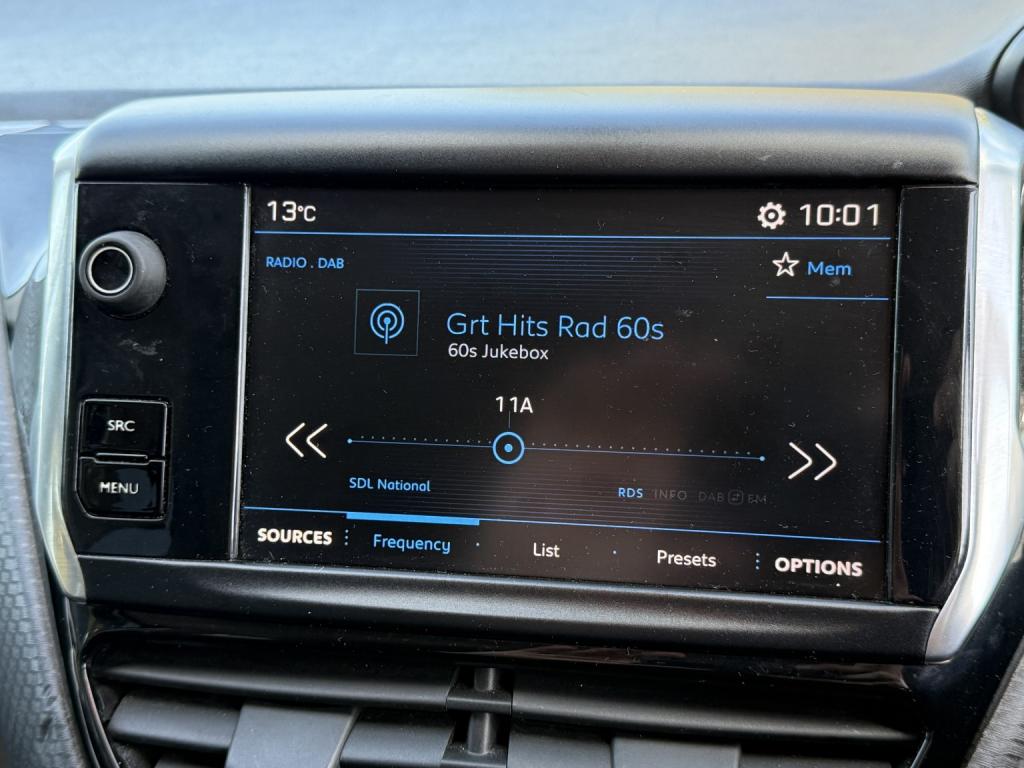 13°C
10:01
RADIO . DAB
Mem
Grt Hits Rad 60s
60s Jukebox
11A
SRC
MENU
SDL National
RDS INFO DAB FM
SOURCES Frequency List Presets OPTIONS